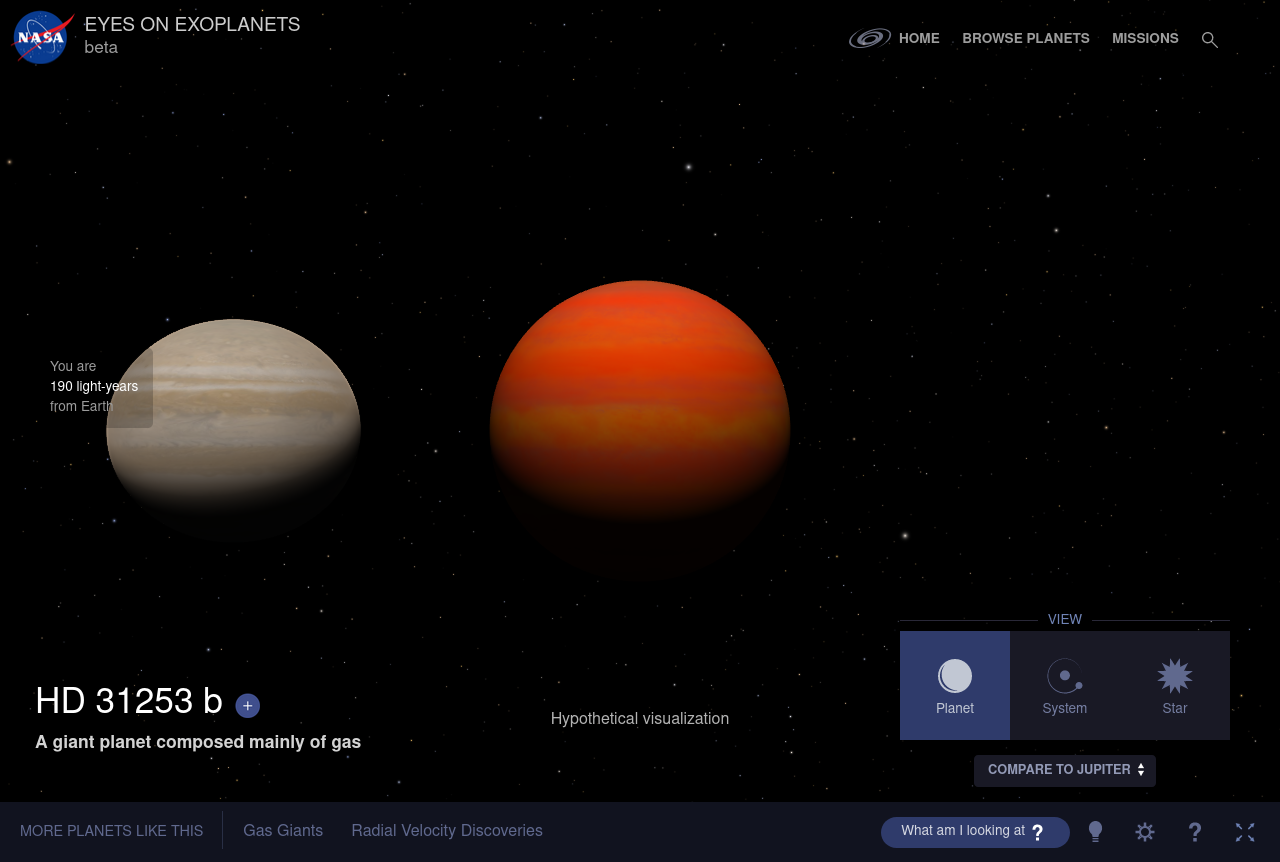 NASA
EYES ON EXOPLANETS
beta
HOME
BROWSE PLANETS
MISSIONS
You are
190 light-years
from Earth
VIEW
Planet
System
Star
HD 31253 b +
A giant planet composed mainly of gas
Hypothetical visualization
COMPARE TO JUPITER
MORE PLANETS LIKE THIS
Gas Giants
Radial Velocity Discoveries
What am I looking at ?
?